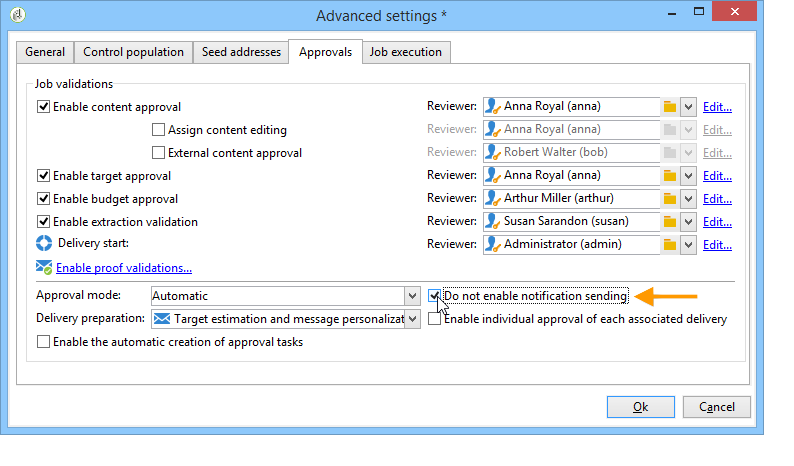 Advanced settings *
General Control population Seed addresses Approvals Job execution
Job validations
Enable content approval Reviewer: Anna Royal (anna) Edit...
Assign content editing Reviewer: Anna Royal (anna) Edit...
External content approval Reviewer: Robert Walter (bob) Edit...
Enable target approval Reviewer: Anna Royal (anna) Edit...
Enable budget approval Reviewer: Arthur Miller (arthur) Edit...
Enable extraction validation Reviewer: Susan Sarandon (susan) Edit...
Delivery start: Reviewer: Administrator (admin) Edit...
Enable proof validations...
Approval mode: Automatic Do not enable notification sending
Delivery preparation: Target estimation and message personalizat Enable individual approval of each associated delivery
Enable the automatic creation of approval tasks
Ok Cancel